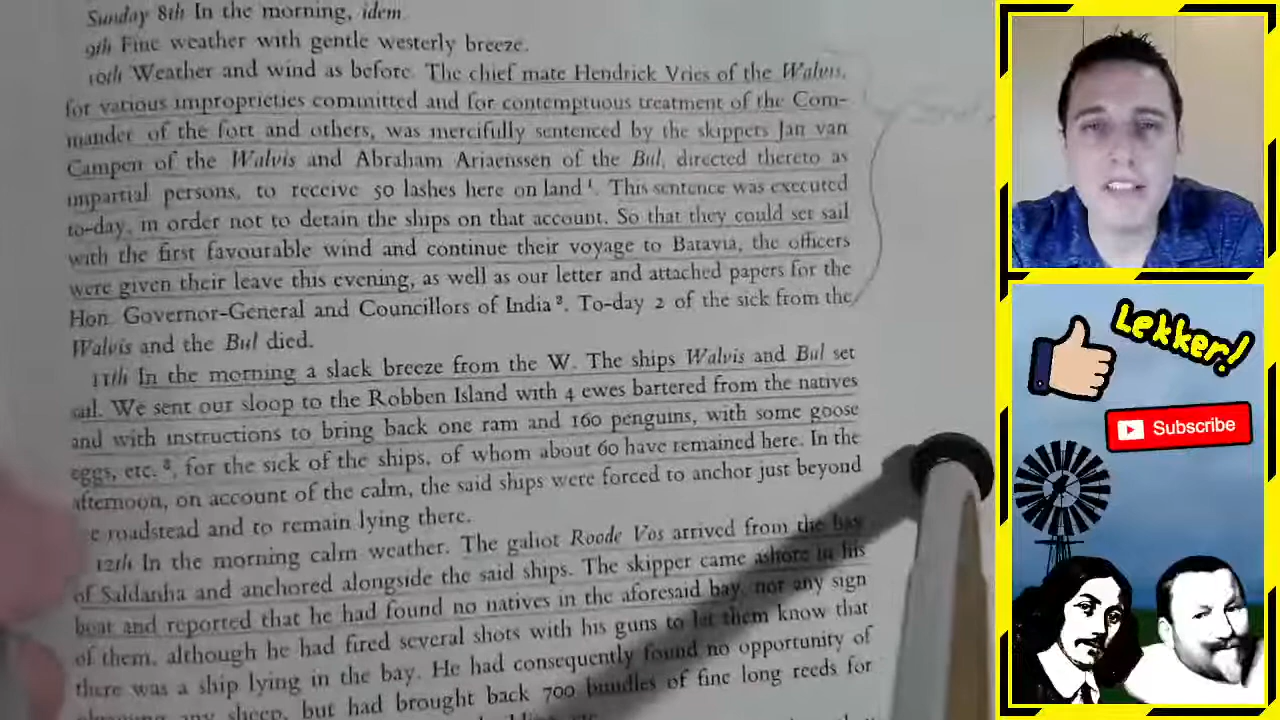 Sunday 8th In the morning, idem.
9th Fine weather with gentle westerly breeze.
10th Weather and wind as before. The chief mate Hendrick Vries of the Walvis,
for various improprieties committed and for contemptuous treatment of the Com-
mander of the fort and others, was mercifully sentenced by the skippers Jan van
Campen of the Walvis and Abraham Ariaenssen of the Bul, directed thereto as
impartial persons, to receive 50 lashes here on land ¹. This sentence was executed
to-day, in order not to detain the ships on that account. So that they could set sail
with the first favourable wind and continue their voyage to Batavia, the officers
were given their leave this evening, as well as our letter and attached papers for the
Hon. Governor-General and Councillors of India ². To-day 2 of the sick from the
Walvis and the Bul died.
11th In the morning a slack breeze from the W. The ships Walvis and Bul set
sail. We sent our sloop to the Robben Island with 4 ewes bartered from the natives
and with instructions to bring back one ram and 160 penguins, with some goose
eggs, etc. ³, for the sick of the ships, of whom about 60 have remained here. In the
afternoon, on account of the calm, the said ships were forced to anchor just beyond
roadstead and to remain lying there.
12th In the morning calm weather. The galiot Roode Vos arrived from the bay
of Saldanha and anchored alongside the said ships. The skipper came ashore in his
boat and reported that he had found no natives in the aforesaid bay, nor any sign
of them, although he had fired several shots with his guns to let them know that
there was a ship lying in the bay. He had consequently found no opportunity of
any sheep, but had brought back 700 bundles of fine long reeds for
Lekker!
Subscribe